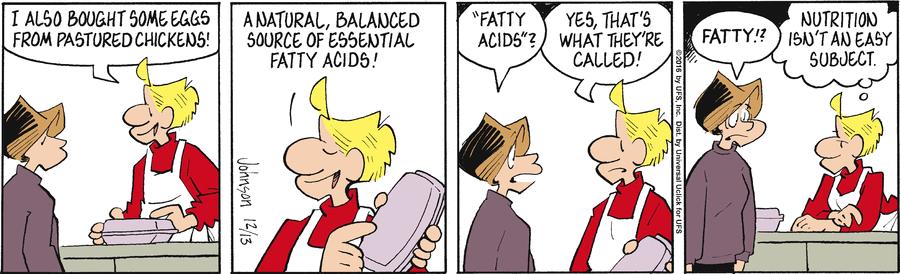 I ALSO BOUGHT SOME EGGS
FROM PASTURED CHICKENS!
A NATURAL, BALANCED
SOURCE OF ESSENTIAL
FATTY ACIDS!
Johnson 12/13
"FATTY
ACIDS"?
YES, THAT'S
WHAT THEY'RE
CALLED!
©2016 by UFS, Inc. Dist. by Universal Uclick for UFS
FATTY!?
NUTRITION
ISN'T AN EASY
SUBJECT.